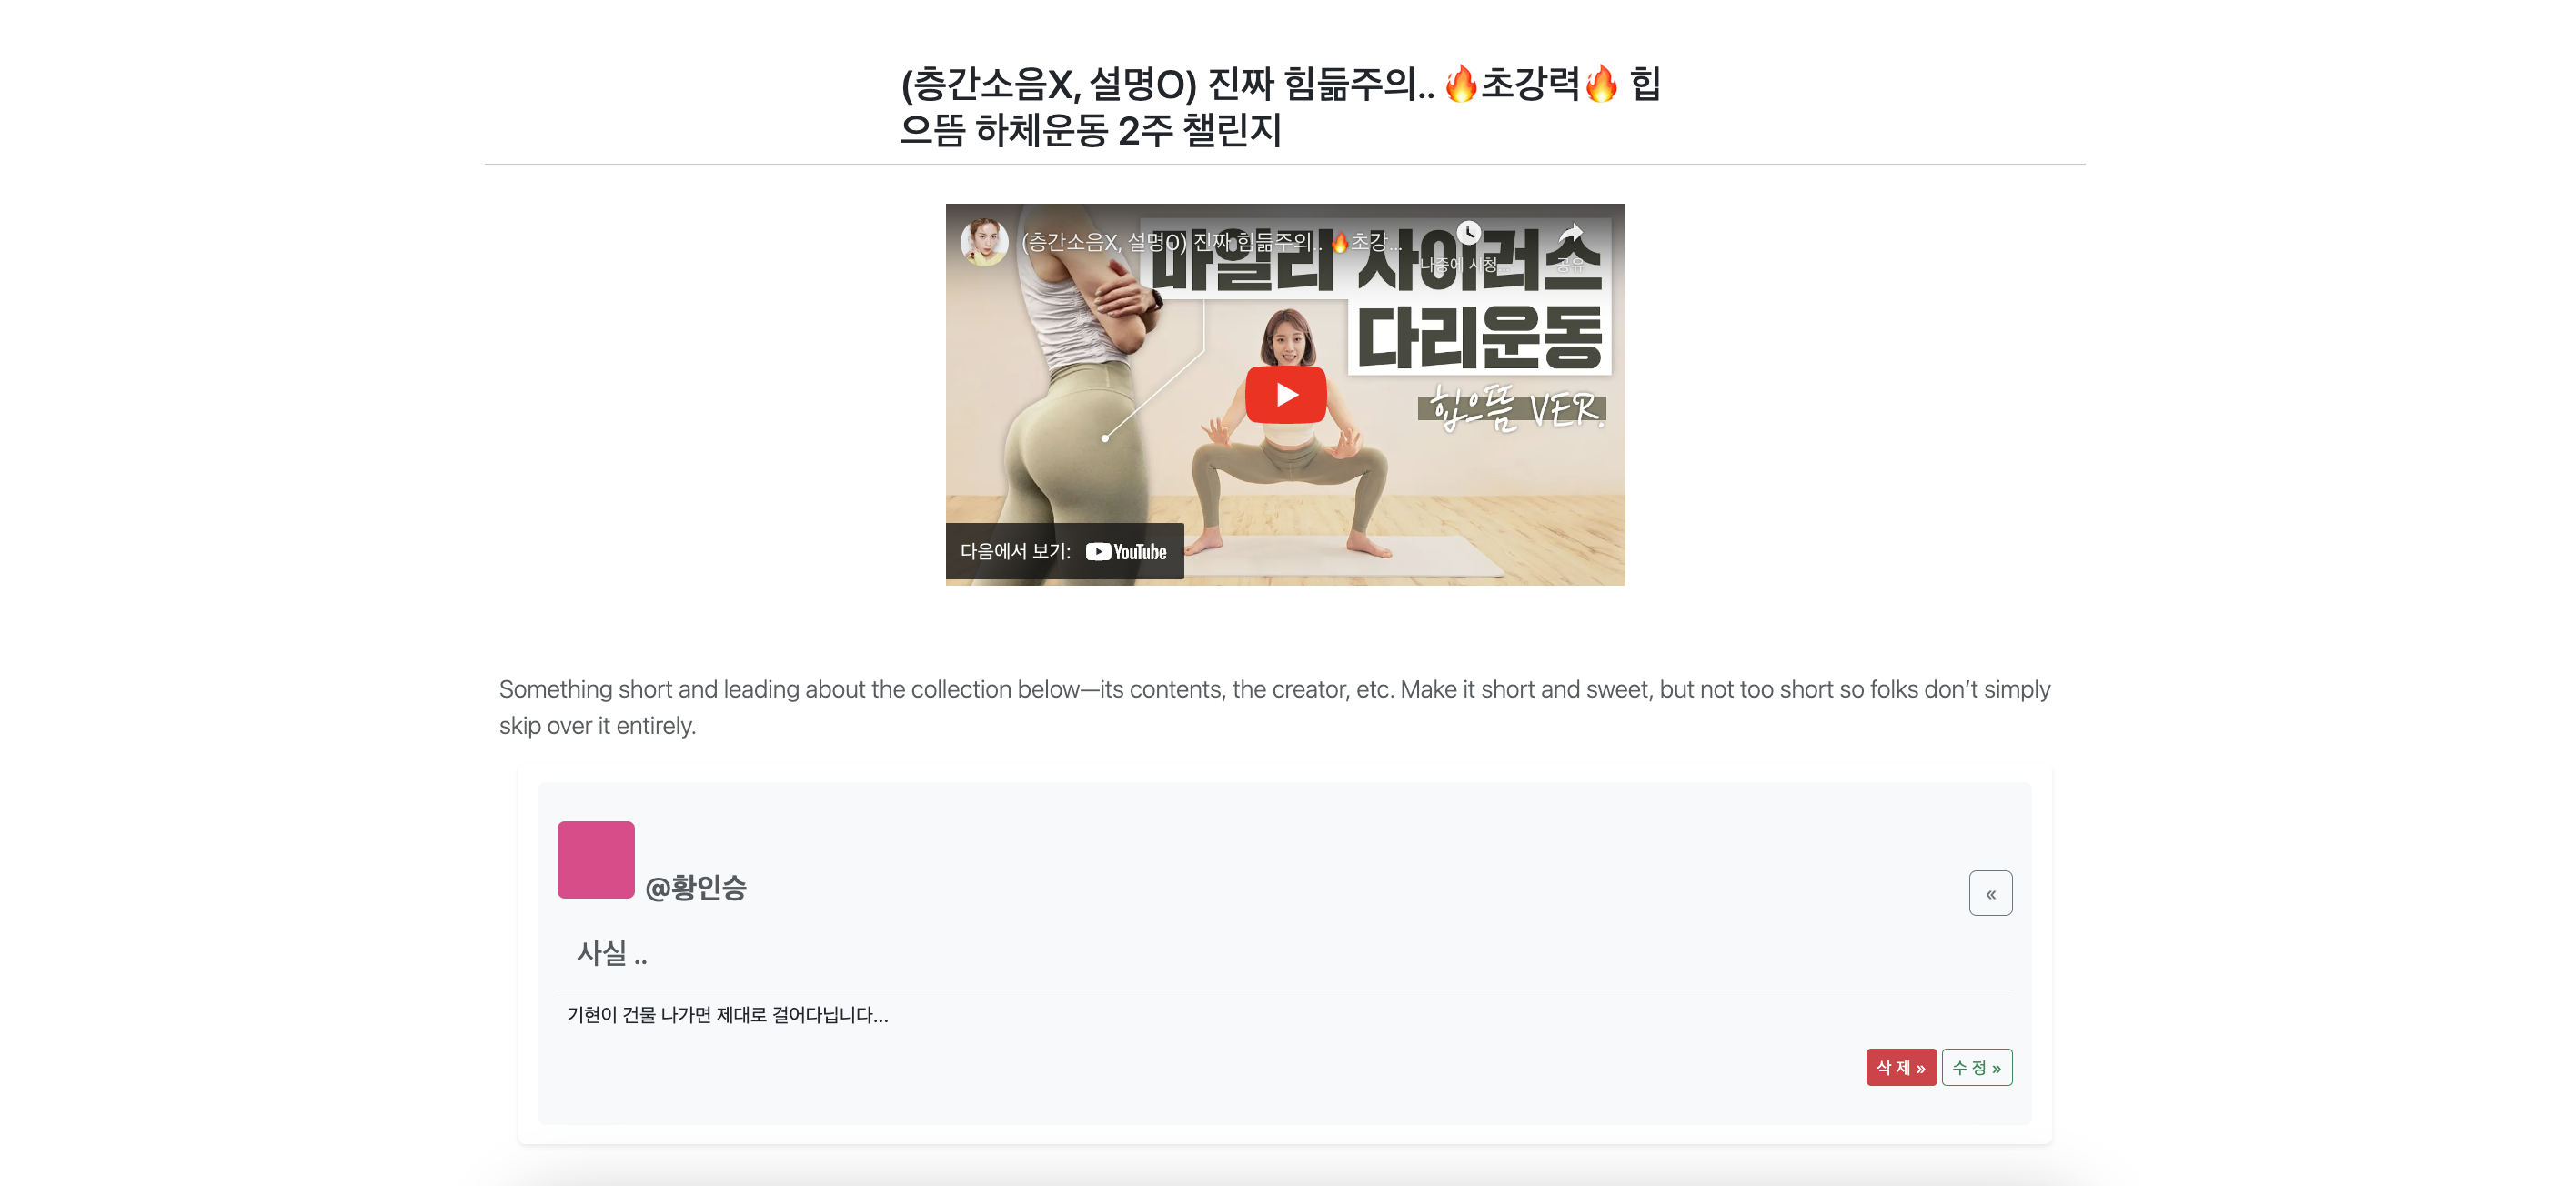 (층간소음X, 설명O) 진짜 힘듦주의.. 🔥초강력🔥 힙
으뜸 하체운동 2주 챌린지
(층간소음X, 설명O) 진짜 힘듦주의.. 🔥초강...
나중에 시청...
공유
마일리 사이러스
다리운동
힙으뜸 VER.
다음에서 보기: YouTube
Something short and leading about the collection below—its contents, the creator, etc. Make it short and sweet, but not too short so folks don’t simply
skip over it entirely.
@황인승
«
사실 ..
기현이 건물 나가면 제대로 걸어다닙니다...
삭 제 » 수 정 »